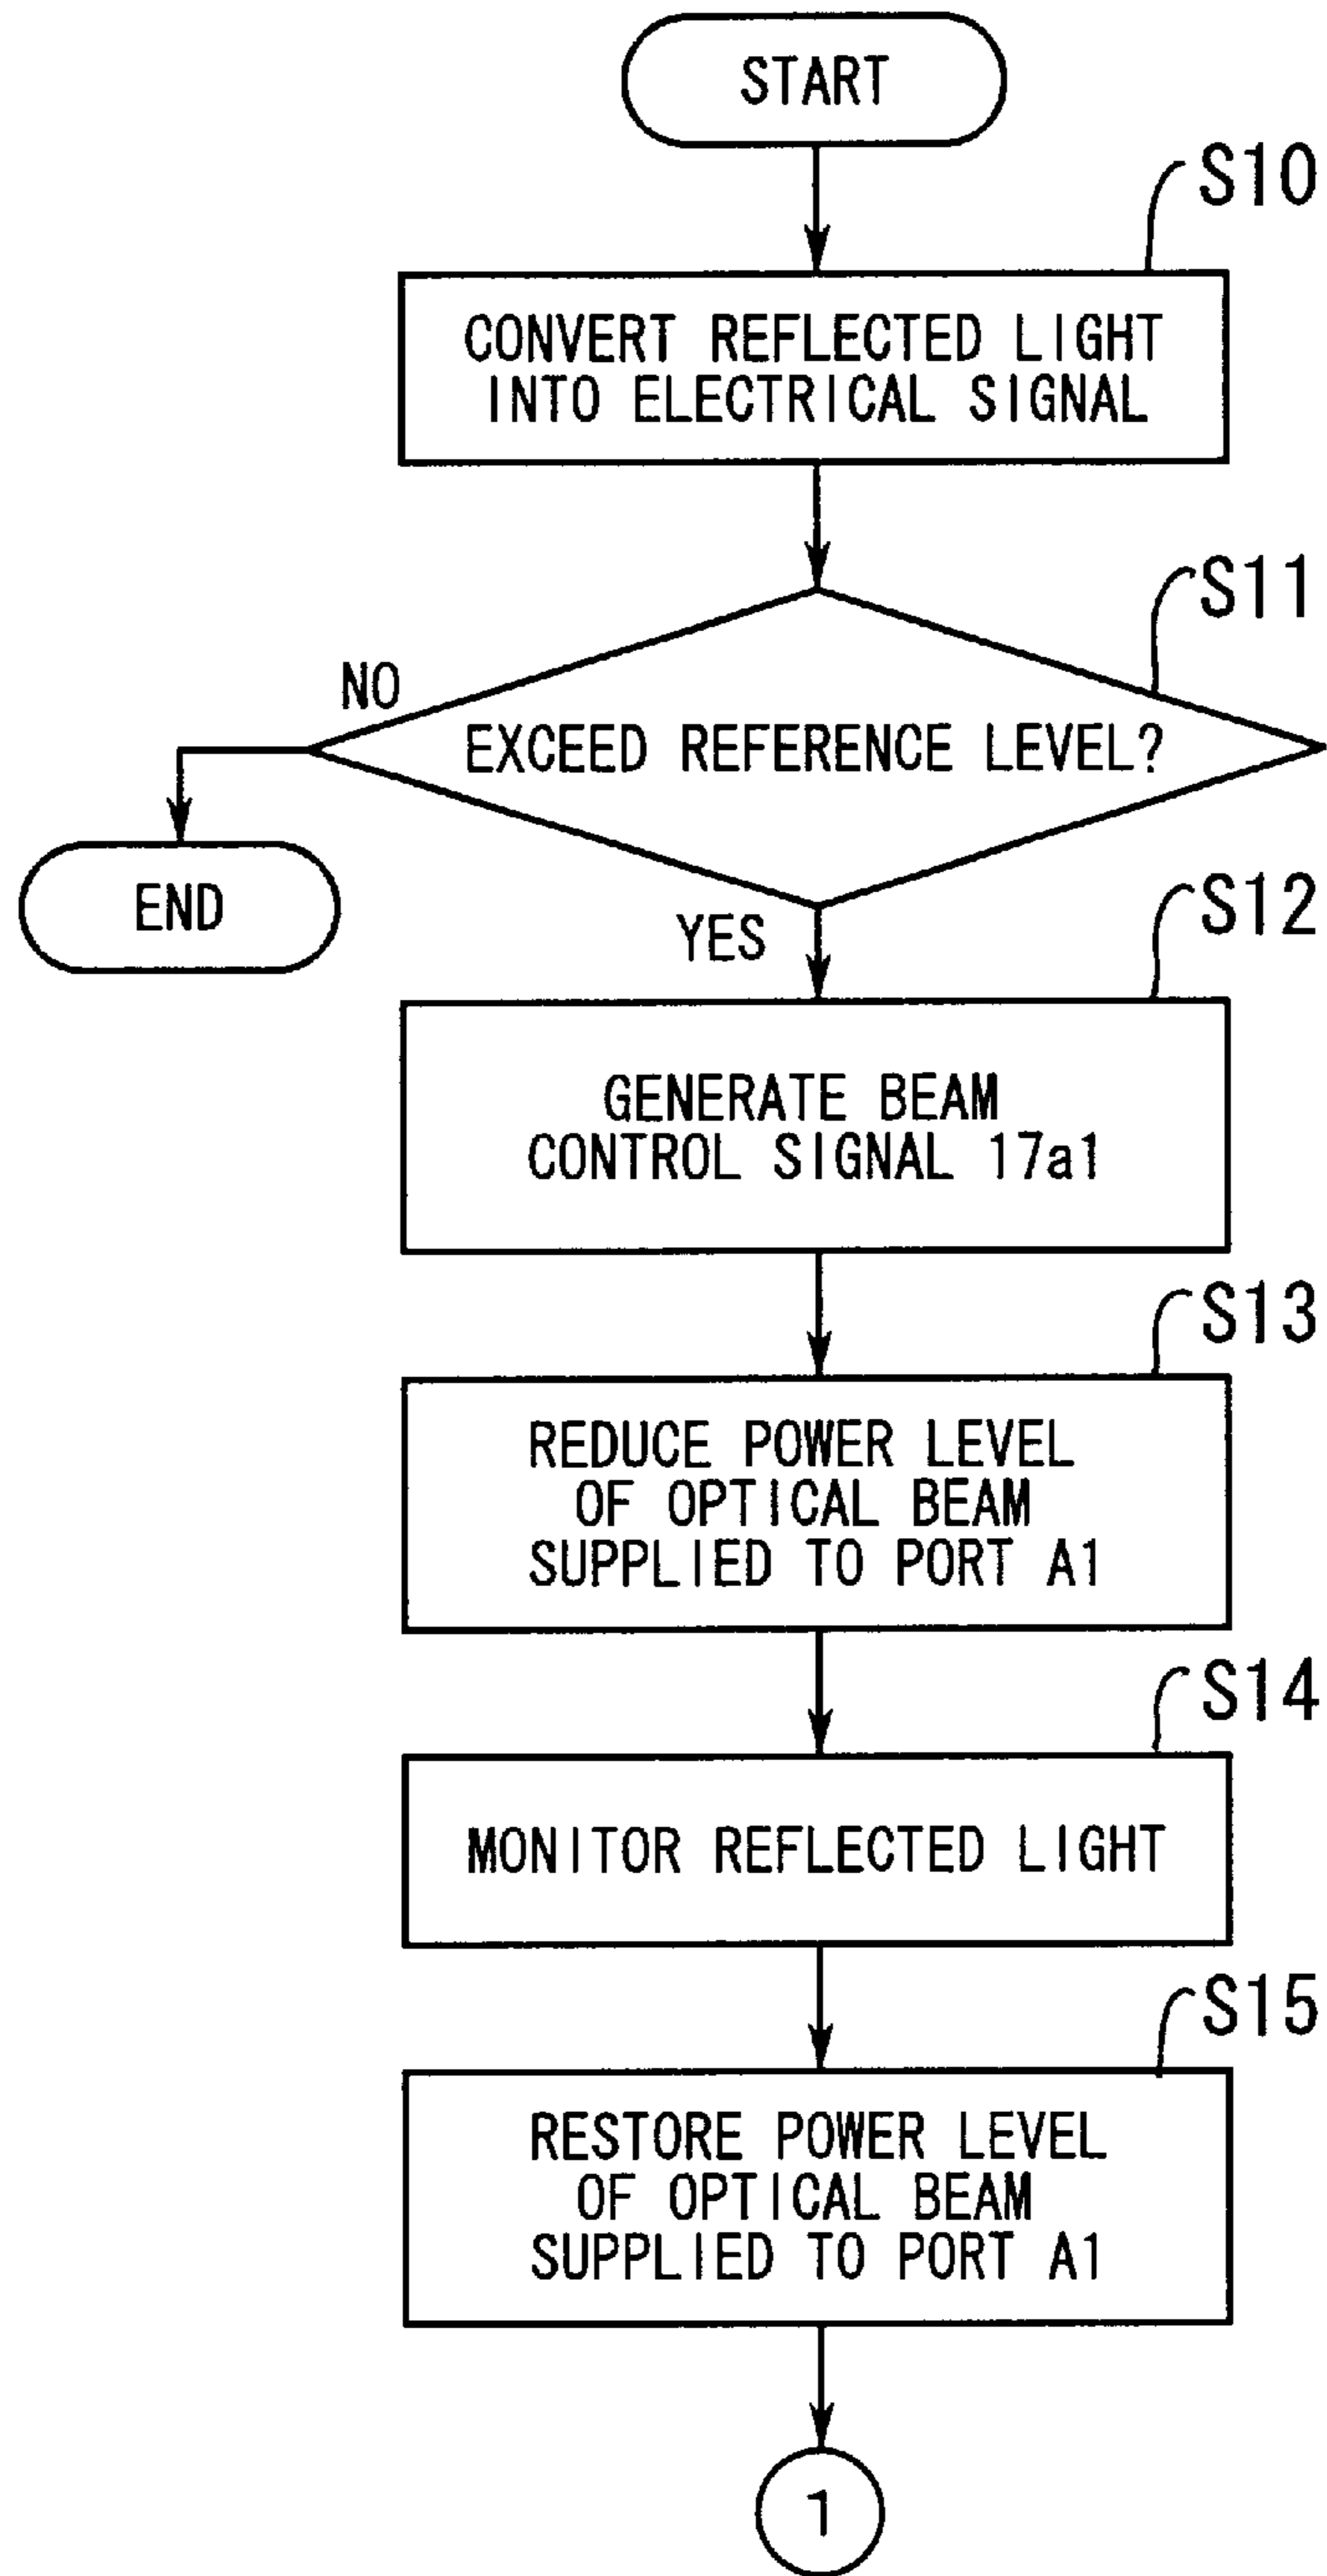 START
S10
CONVERT REFLECTED LIGHT
INTO ELECTRICAL SIGNAL
S11
NO
EXCEED REFERENCE LEVEL?
END
YES
S12
GENERATE BEAM
CONTROL SIGNAL 17a1
S13
REDUCE POWER LEVEL
OF OPTICAL BEAM
SUPPLIED TO PORT A1
S14
MONITOR REFLECTED LIGHT
S15
RESTORE POWER LEVEL
OF OPTICAL BEAM
SUPPLIED TO PORT A1
1